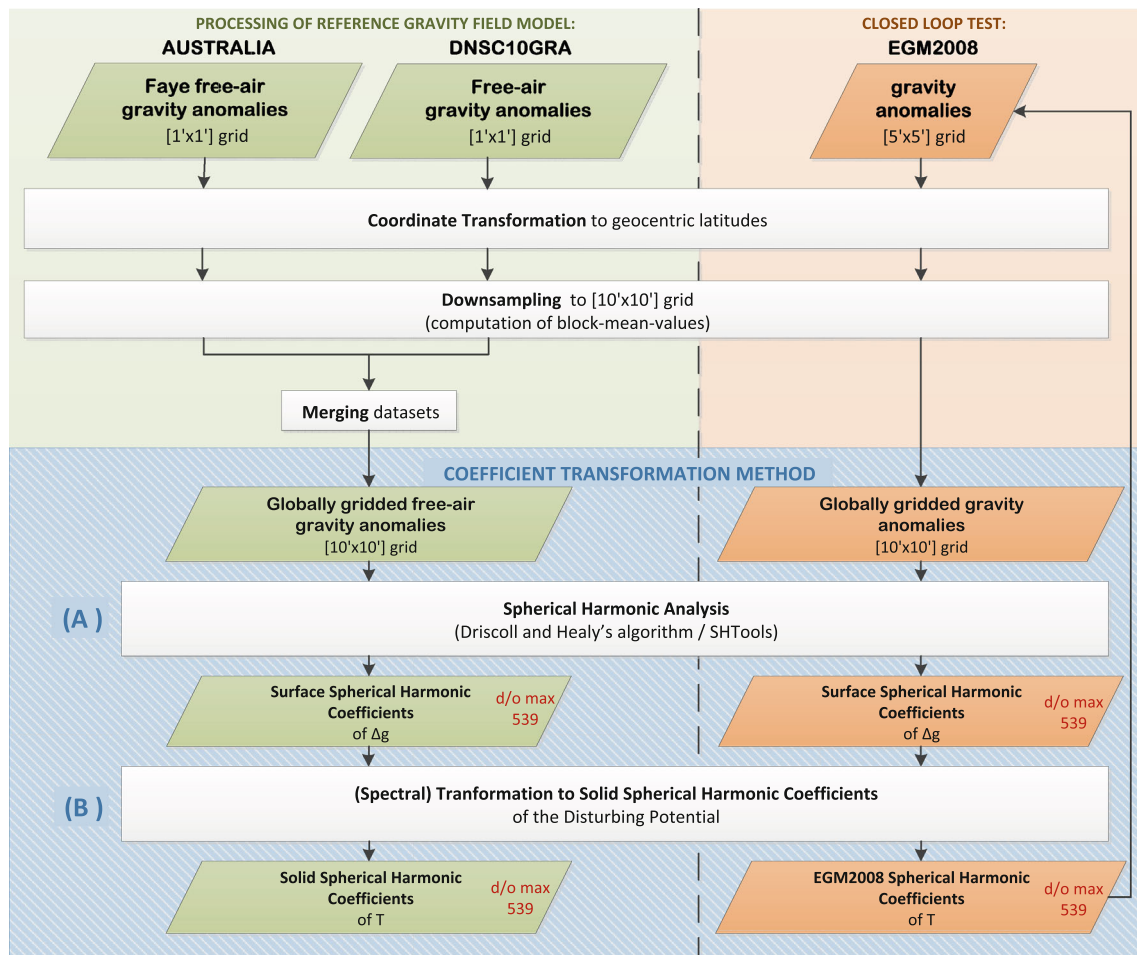 PROCESSING OF REFERENCE GRAVITY FIELD MODEL:
AUSTRALIA
DNSC10GRA
Faye free-air
gravity anomalies
[1'x1'] grid
Free-air
gravity anomalies
[1'x1'] grid
CLOSED LOOP TEST:
EGM2008
gravity
anomalies
[5'x5'] grid
Coordinate Transformation to geocentric latitudes
Downsampling to [10'x10'] grid
(computation of block-mean-values)
Merging datasets
COEFFICIENT TRANSFORMATION METHOD
Globally gridded free-air
gravity anomalies
[10'x10'] grid
Globally gridded gravity
anomalies
[10'x10'] grid
(A )
Spherical Harmonic Analysis
(Driscoll and Healy's algorithm / SHTools)
Surface Spherical Harmonic
Coefficients
of Δg
d/o max
539
Surface Spherical Harmonic
Coefficients
of Δg
d/o max
539
(B )
(Spectral) Tranformation to Solid Spherical Harmonic Coefficients
of the Disturbing Potential
Solid Spherical Harmonic
Coefficients
of T
d/o max
539
EGM2008 Spherical Harmonic
Coefficients
of T
d/o max
539